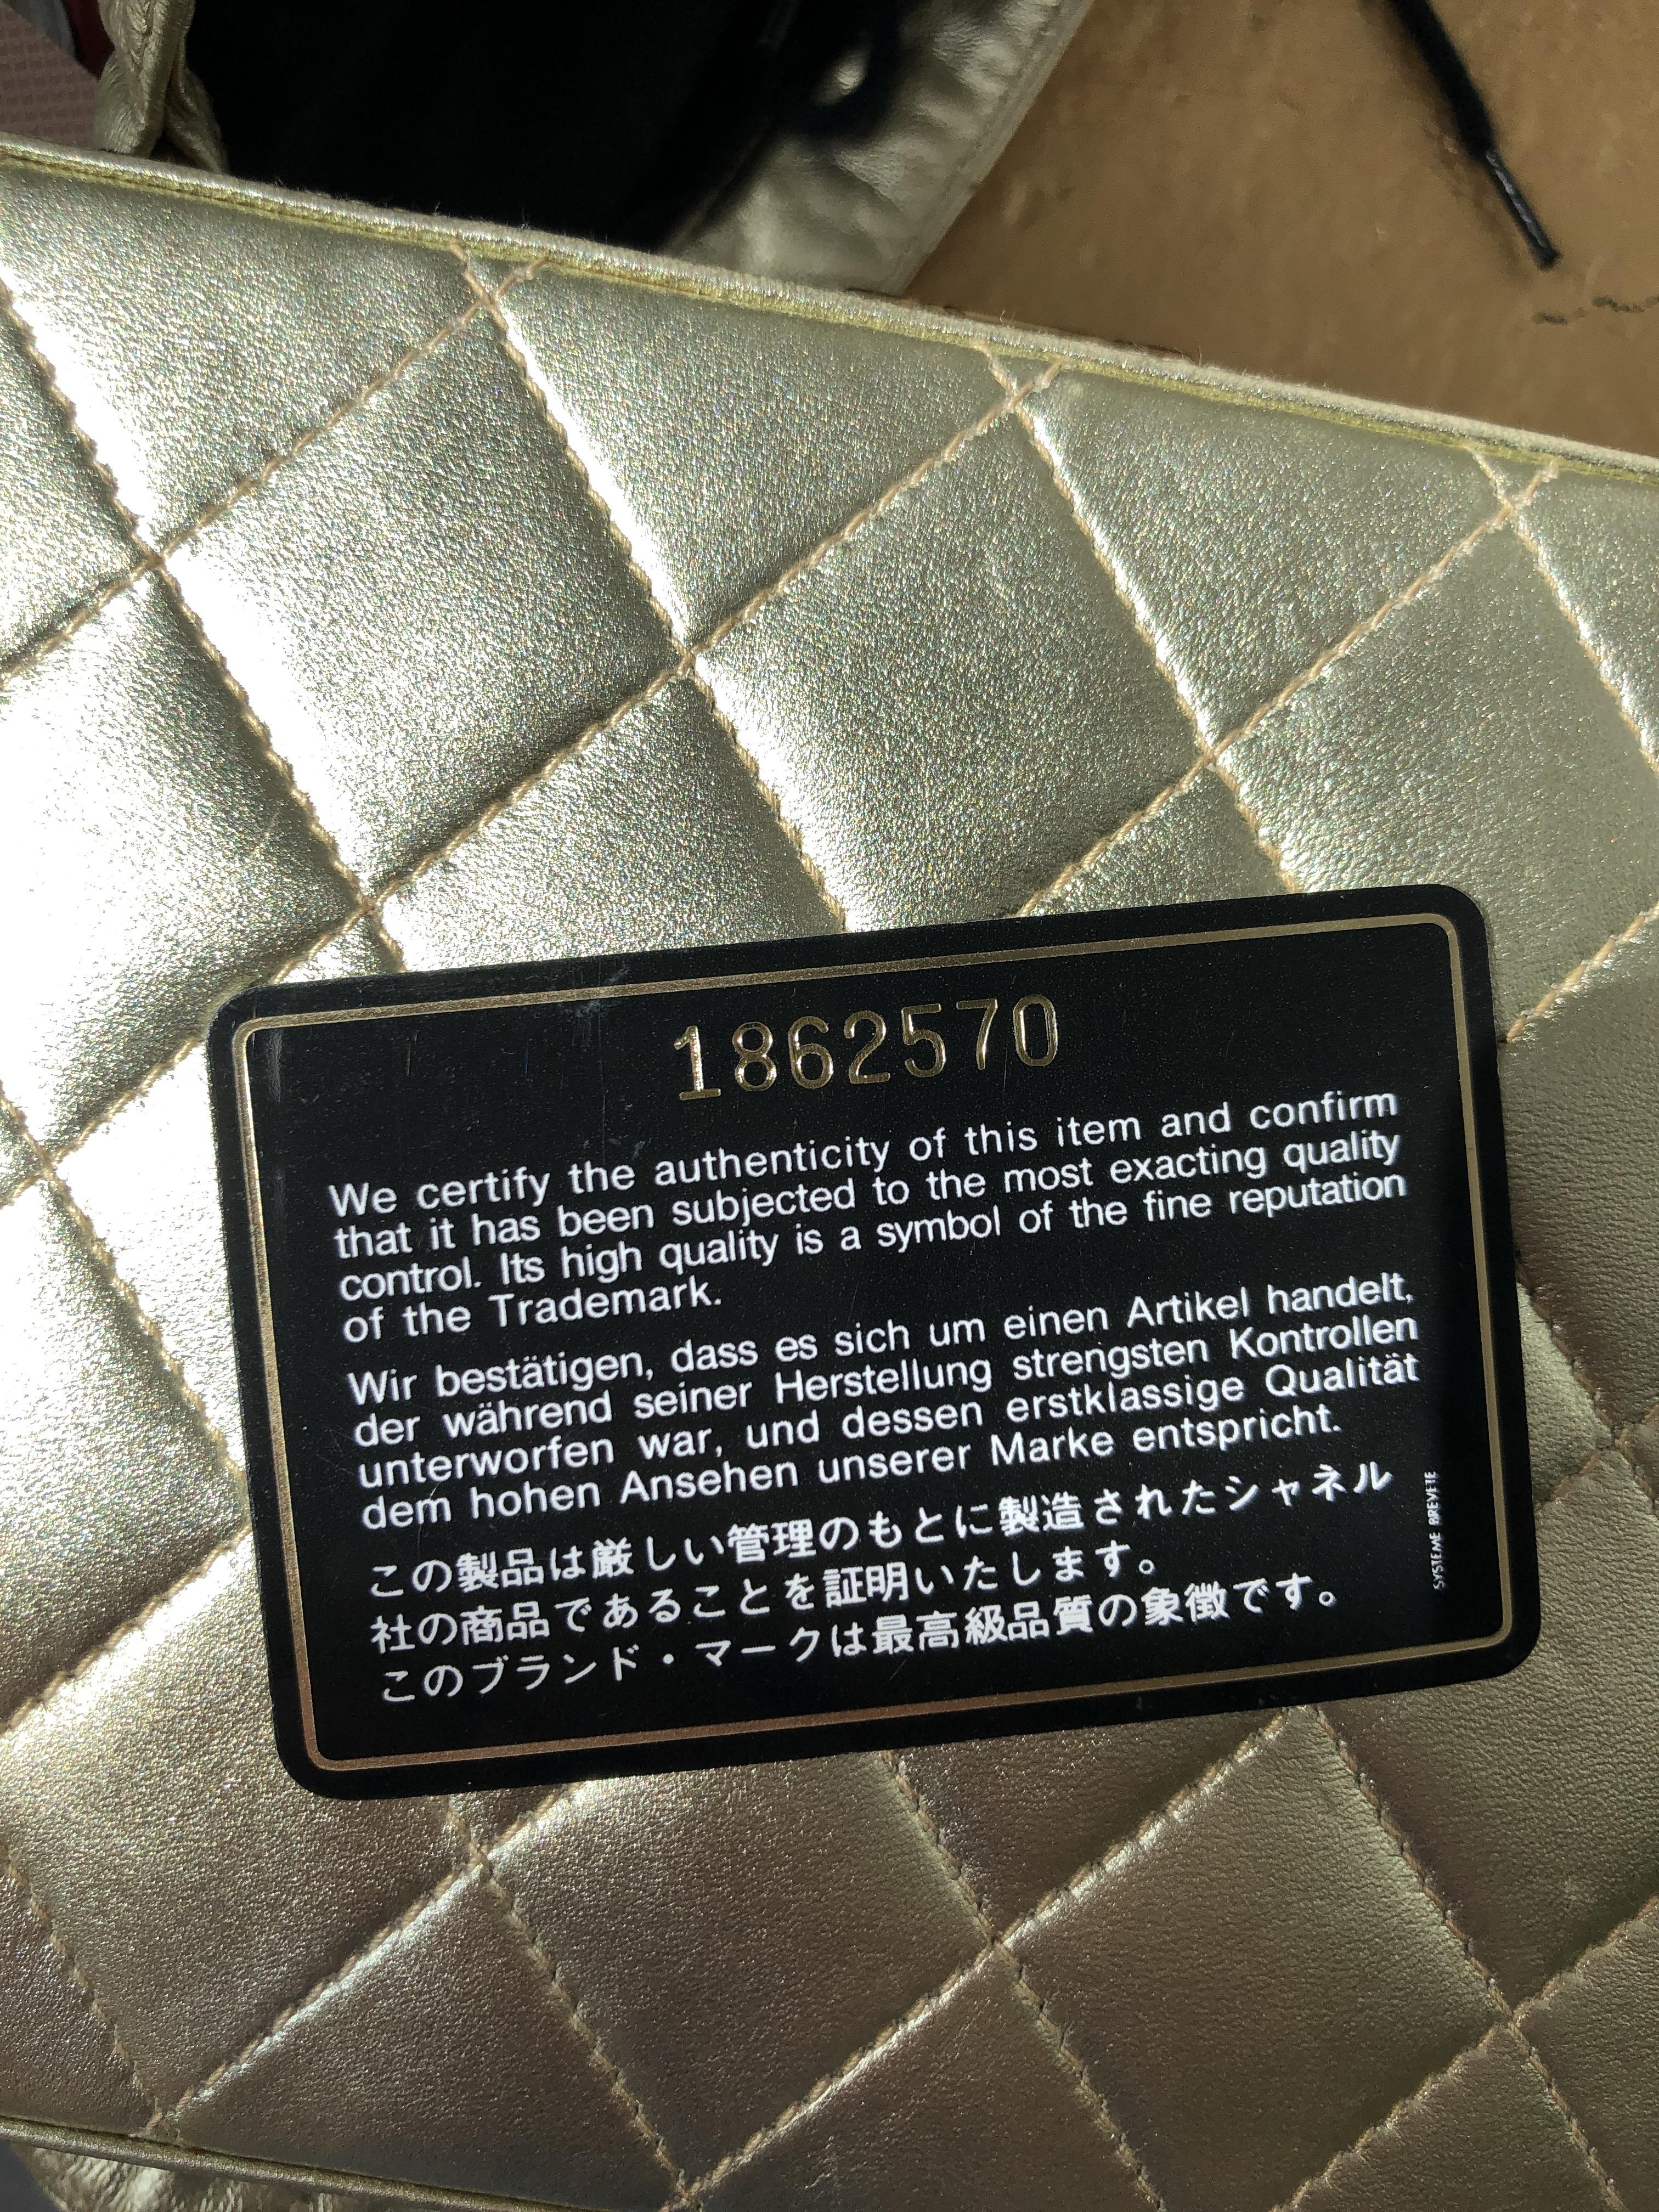 1862570
We certify the authenticity of this item and confirm
that it has been subjected to the most exacting quality
control. Its high quality is a symbol of the fine reputation
of the Trademark.
Wir bestätigen, dass es sich um einen Artikel handelt,
der während seiner Herstellung strengsten Kontrollen
unterworfen war, und dessen erstklassige Qualität
dem hohen Ansehen unserer Marke entspricht.
この製品は厳しい管理のもとに製造されたシャネル
社の商品であることを証明いたします。
このブランド・マークは最高級品質の象徴です。
SYSTEME BREVETE